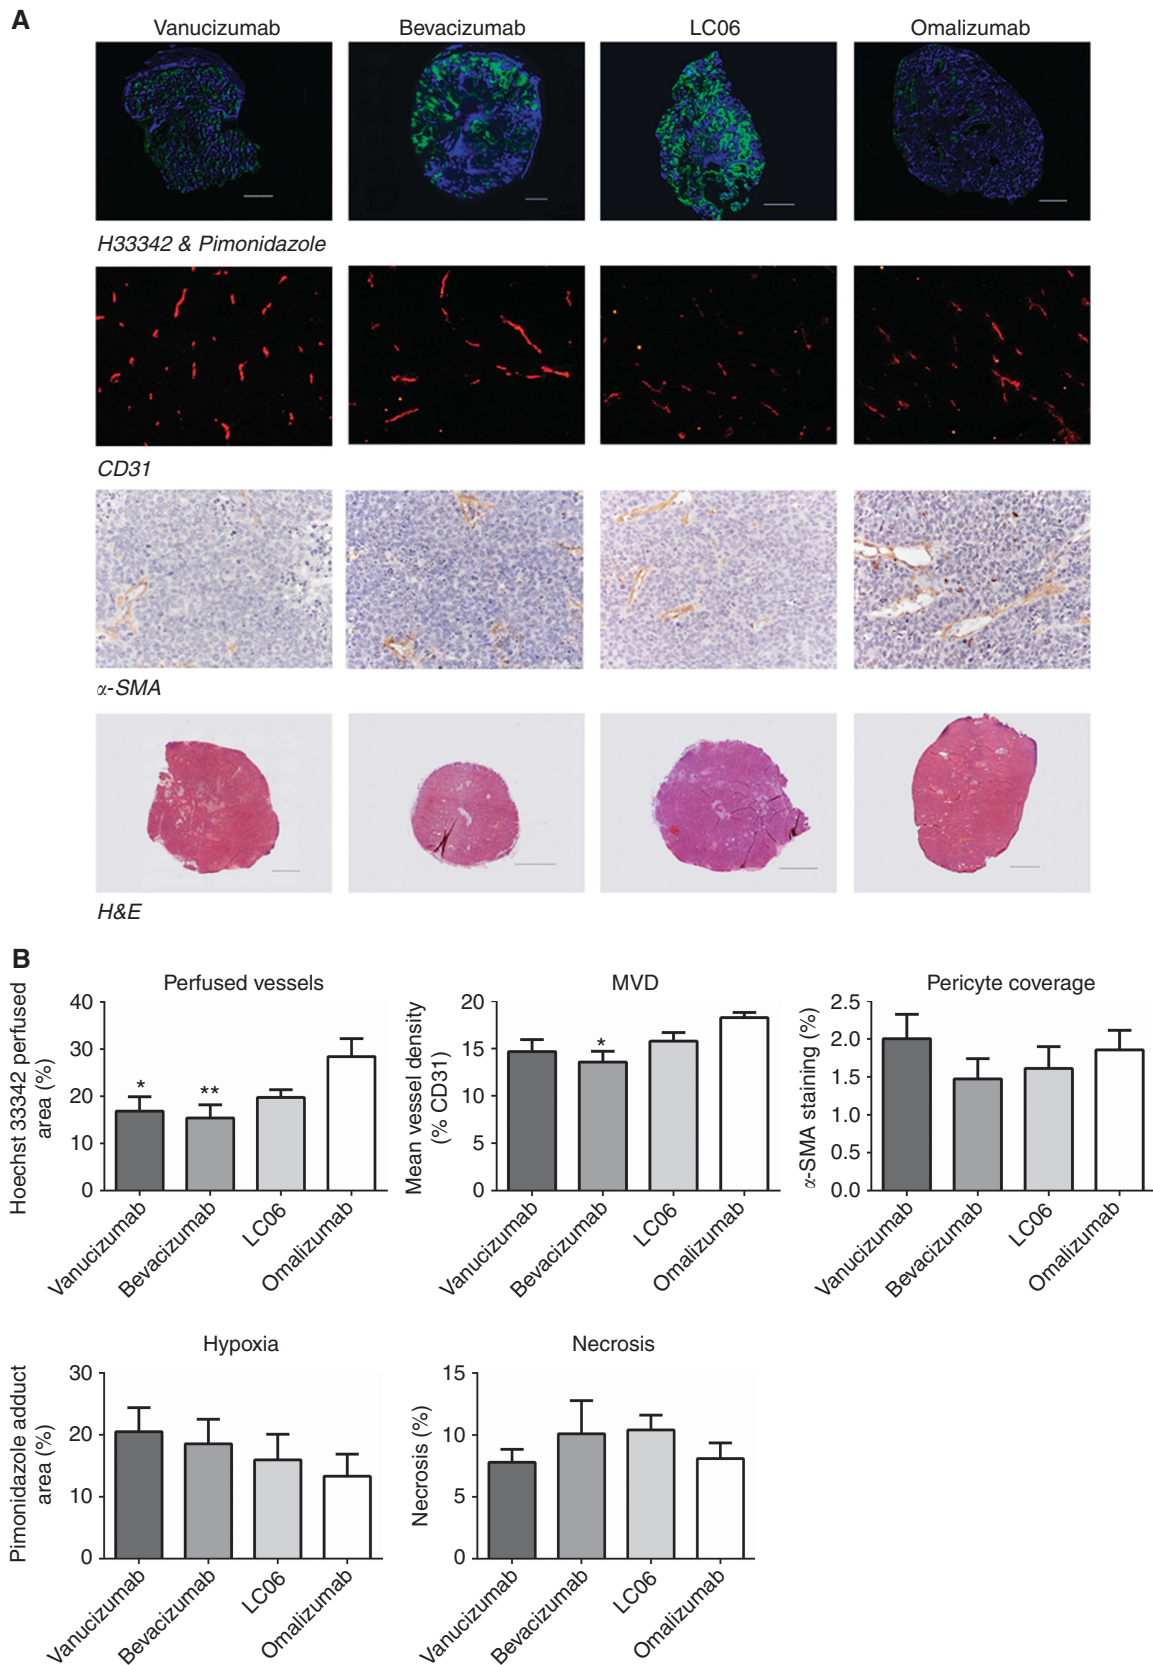 A
Vanucizumab
Bevacizumab
LC06
Omalizumab
H33342 & Pimonidazole
CD31
α-SMA
H&E
B
Perfused vessels
Hoechst 33342 perfused
area (%)
40
30
20
10
0
*
**
Vanucizumab
Bevacizumab
LC06
Omalizumab
MVD
Mean vessel density
(% CD31)
20
15
10
5
0
*
Vanucizumab
Bevacizumab
LC06
Omalizumab
Pericyte coverage
α-SMA staining (%)
2.5
2.0
1.5
1.0
0.5
0.0
Vanucizumab
Bevacizumab
LC06
Omalizumab
Hypoxia
Pimonidazole adduct
area (%)
30
20
10
0
Vanucizumab
Bevacizumab
LC06
Omalizumab
Necrosis
Necrosis (%)
15
10
5
0
Vanucizumab
Bevacizumab
LC06
Omalizumab